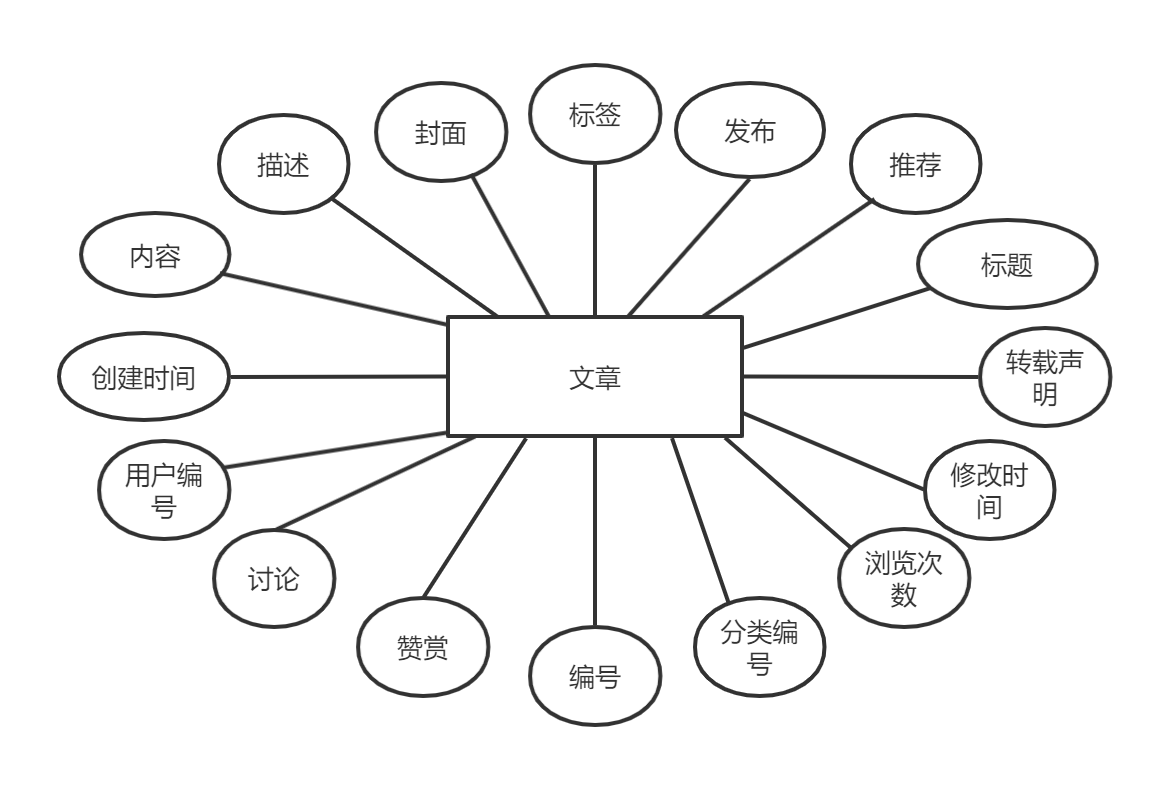 标签
封面
发布
描述
推荐
内容
标题
创建时间
文章
转载声
明
用户编
号
修改时
间
讨论
浏览次
数
赞赏
编号
分类编
号